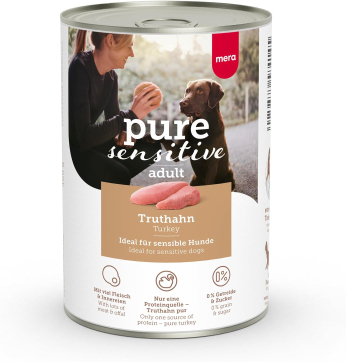 mera
pure
sensitive
adult
Truthahn
Turkey
Ideal für sensible Hunde
Ideal for sensitive dogs
Mit viel Fleisch
& Innereien
With lots of
meat & offal
Nur eine
Proteinquelle –
Truthahn pur
Only one source of
protein – pure turkey
0%
0% Getreide
& Zucker
0% grain
& sugar